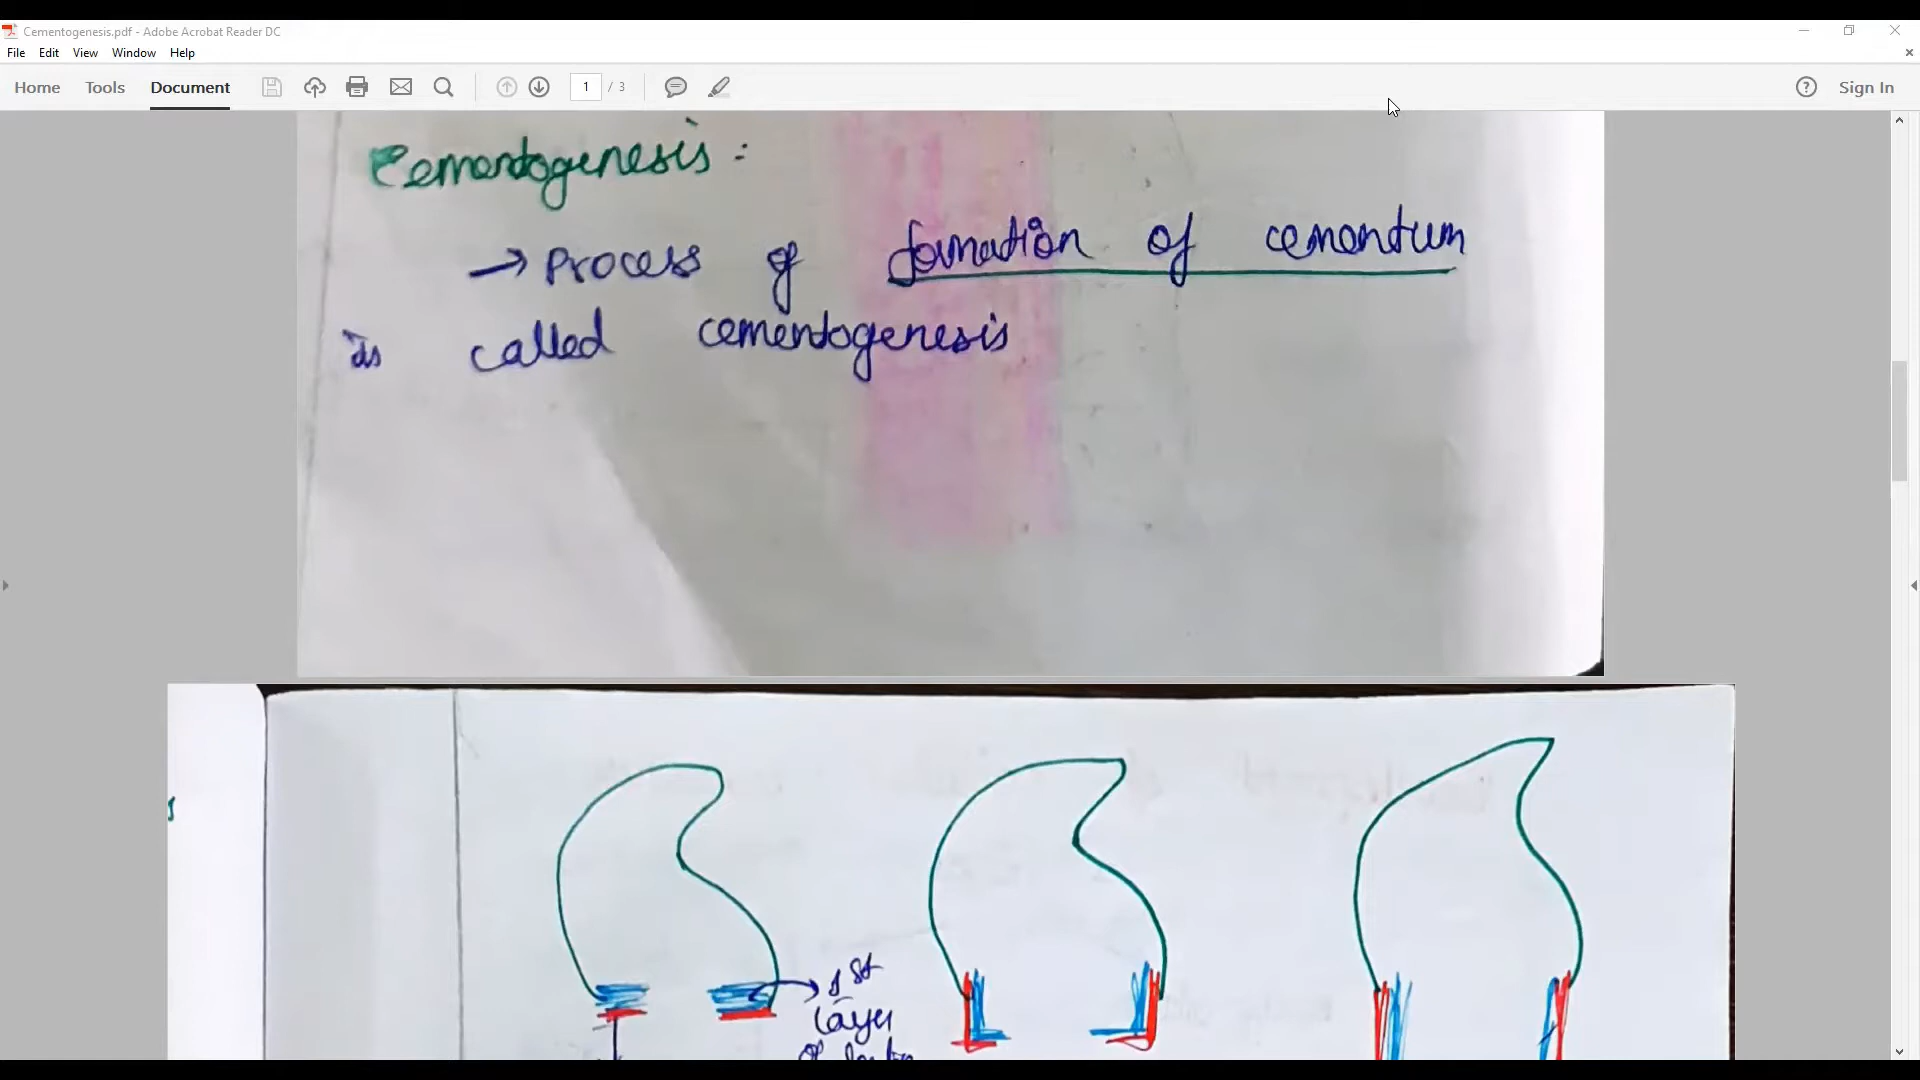 Cementogenesis.pdf - Adobe Acrobat Reader DC
File Edit View Window Help
Home Tools Document 1 / 3 Sign In
Cementogenesis :
→ Process of formation of cementum
is called cementogenesis
s
1st
Layer
of